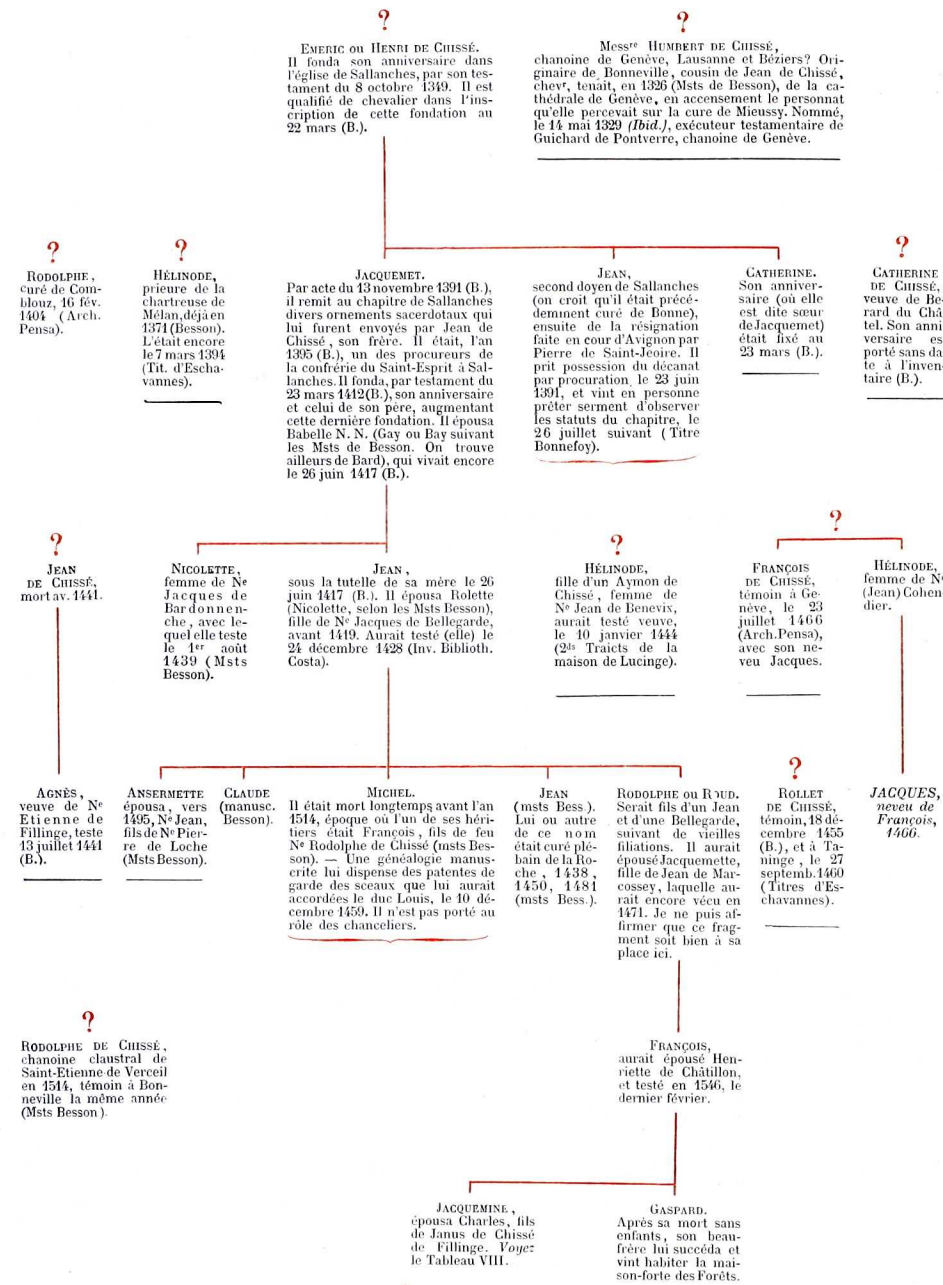 ?
EMERIC OU HENRI DE CHISSÉ.
Il fonda son anniversaire dans
l'église de Sallanches, par son tes-
tament du 8 octobre 1349. Il est
qualifié de chevalier dans l'ins-
cription de cette fondation au
22 mars (B.).
?
Messre HUMBERT DE CHISSÉ,
chanoine de Genève, Lausanne et Béziers? Ori-
ginaire de Bonneville, cousin de Jean de Chissé,
chevr, tenait, en 1326 (Msts de Besson), de la ca-
thédrale de Genève, en accensement le personnat
qu'elle percevait sur la cure de Mieussy. Nommé,
le 14 mai 1329 (Ibid.), exécuteur testamentaire de
Guichard de Pontverre, chanoine de Genève.
?
RODOLPHE,
curé de Com-
blouz, 16 fév.
1404 (Arch.
Pensa).
?
HÉLINODE,
prieure de la
chartreuse de
Mélan, déjà en
1371 (Besson).
L'était encore
le 7 mars 1394
(Tit. d'Escha-
vannes).
JACQUEMET.
Par acte du 13 novembre 1391 (B.),
il remit au chapitre de Sallanches
divers ornements sacerdotaux qui
lui furent envoyés par Jean de
Chissé, son frère. Il était, l'an
1395 (B.), un des procureurs de
la confrérie du Saint-Esprit à Sal-
lanches. Il fonda, par testament du
23 mars 1412 (B.), son anniversaire
et celui de son père, augmentant
cette dernière fondation. Il épousa
Babelle N. N. (Gay ou Bay suivant
les Msts de Besson. On trouve
ailleurs de Bard), qui vivait encore
le 26 juin 1417 (B.).
JEAN,
second doyen de Sallanches
(on croit qu'il était précé-
demment curé de Bonne),
ensuite de la résignation
faite en cour d'Avignon par
Pierre de Saint-Jeoire. Il
prit possession du décanat
par procuration, le 23 juin
1391, et vint en personne
prêter serment d'observer
les statuts du chapitre, le
26 juillet suivant (Titre
Bonnefoy).
CATHERINE.
Son anniver-
saire (où elle
est dite sœur
de Jacquemet)
était fixé au
23 mars (B.).
?
CATHERINE
DE CHISSÉ,
veuve de Be-
rard du Châ
tel. Son anni
versaire es
porté sans da
te à l'inven
taire (B.).
?
JEAN
DE CHISSÉ,
mort av. 1441.
NICOLETTE,
femme de Ne
Jacques de
Bardonnen-
che, avec le-
quel elle teste
le 1er août
1439 (Msts
Besson).
JEAN,
sous la tutelle de sa mère le 26
juin 1417 (B.). Il épousa Rolette
(Nicolette, selon les Msts Besson),
fille de Ne Jacques de Bellegarde,
avant 1419. Aurait testé (elle) le
24 décembre 1428 (Inv. Biblioth.
Costa).
?
HÉLINODE,
fille d'un Aymon de
Chissé, femme de
Ne Jean de Benevix,
aurait testé veuve,
le 10 janvier 1444
(2ds Traicts de la
maison de Lucinge).
?
FRANÇOIS
DE CHISSÉ,
témoin à Ge-
nève, le 23
juillet 1466
(Arch. Pensa),
avec son ne-
veu Jacques.
HÉLINODE,
femme de Ne
(Jean) Cohen
dier.
AGNÈS,
veuve de Ne
Etienne de
Fillinge, teste
13 juillet 1441
(B.).
ANSERMETTE
épousa, vers
1495, Ne Jean,
fils de Ne Pier-
re de Loche
(Msts Besson).
CLAUDE
(manusc.
Besson).
MICHEL.
Il était mort longtemps avant l'an
1514, époque où l'un de ses héri-
tiers était François, fils de feu
Ne Rodolphe de Chissé (msts Bes-
son). — Une généalogie manus-
crite lui dispense des patentes de
garde des sceaux que lui aurait
accordées le duc Louis, le 10 dé-
cembre 1459. Il n'est pas porté au
rôle des chanceliers.
JEAN
(msts Bess.).
Lui ou autre
de ce nom
était curé plé-
bain de la Ro-
che, 1438,
1450, 1481
(msts Bess.).
RODOLPHE OU ROUD.
Serait fils d'un Jean
et d'une Bellegarde,
suivant de vieilles
filiations. Il aurait
épousé Jacquemette,
fille de Jean de Mar-
cossey, laquelle au-
rait encore vécu en
1471. Je ne puis af-
firmer que ce frag-
ment soit bien à sa
place ici.
?
ROLLET
DE CHISSÉ,
témoin, 18 dé-
cembre 1455
(B.), et à Ta-
ninge, le 27
septemb. 1460
(Titres d'Es-
chavannes).
JACQUES,
neveu de
François,
1466.
?
RODOLPHE DE CHISSÉ,
chanoine claustral de
Saint-Etienne de Verceil
en 1514, témoin à Bon-
neville la même année
(Msts Besson).
FRANÇOIS,
aurait épousé Hen-
riette de Châtillon,
et testé en 1546, le
dernier février.
JACQUEMINE,
épousa Charles, fils
de Janus de Chissé
de Fillinge. Voyez
le Tableau VIII.
GASPARD.
Après sa mort sans
enfants, son beau-
frère lui succéda et
vint habiter la mai-
son-forte des Forêts.